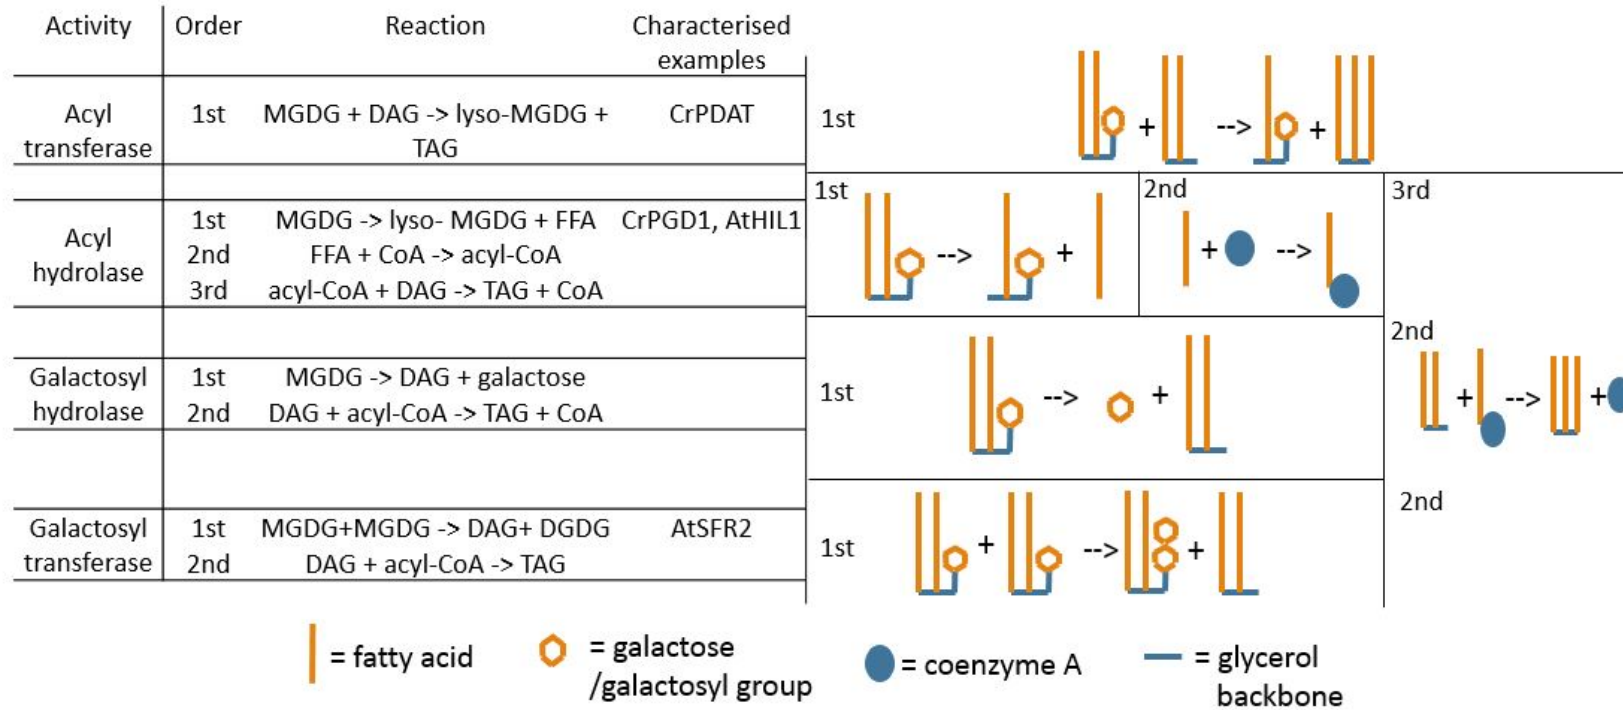 Activity Order Reaction Characterised
examples
Acyl
transferase
1st MGDG + DAG -> lyso-MGDG +
TAG
CrPDAT
Acyl
hydrolase
1st MGDG -> lyso- MGDG + FFA CrPGD1, AtHIL1
2nd FFA + CoA -> acyl-CoA
3rd acyl-CoA + DAG -> TAG + CoA
Galactosyl
hydrolase
1st MGDG -> DAG + galactose
2nd DAG + acyl-CoA -> TAG + CoA
Galactosyl
transferase
1st MGDG+MGDG -> DAG+ DGDG AtSFR2
2nd DAG + acyl-CoA -> TAG
1st + --> +
1st --> +
2nd + -->
3rd
1st --> +
2nd
+ --> +
1st + --> +
2nd
= fatty acid
= galactose
/galactosyl group
= coenzyme A
= glycerol
backbone